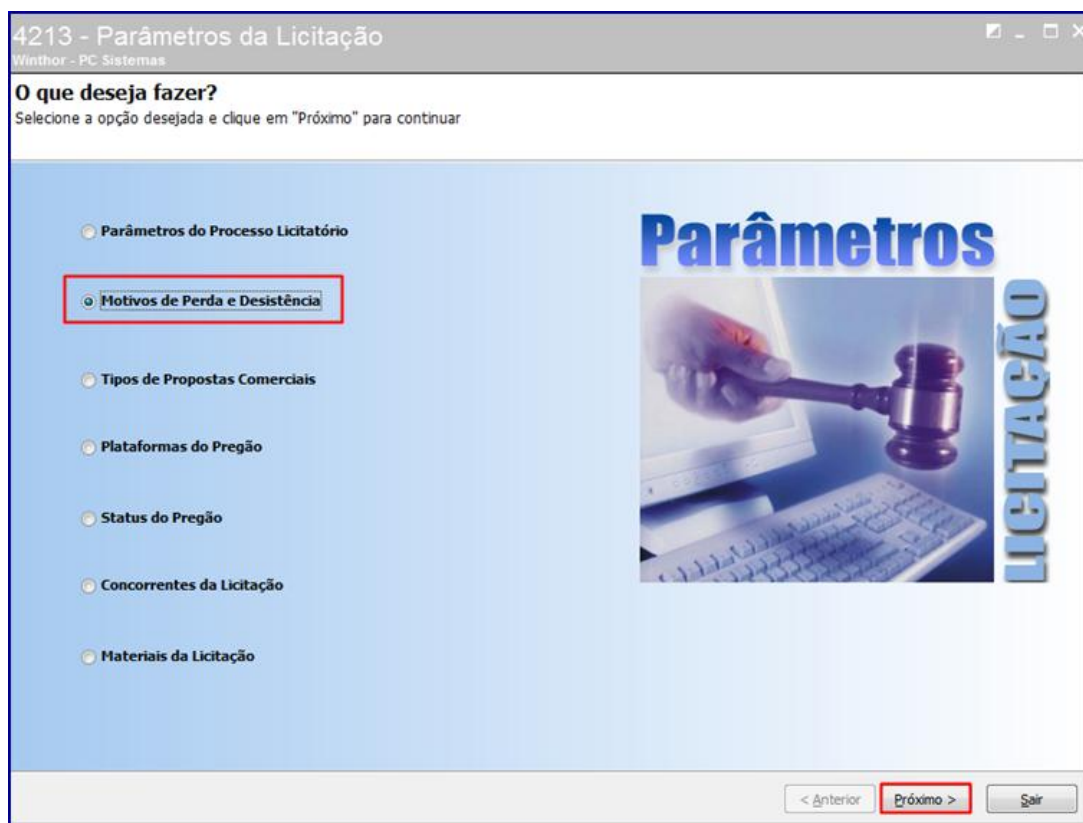 4213 - Parâmetros da Licitação
Winthor - PC Sistemas
O que deseja fazer?
Selecione a opção desejada e clique em "Próximo" para continuar
Parâmetros do Processo Licitatório
Motivos de Perda e Desistência
Tipos de Propostas Comerciais
Plataformas do Pregão
Status do Pregão
Concorrentes da Licitação
Materiais da Licitação
Parâmetros
LICITAÇÃO
< Anterior
Próximo >
Sair